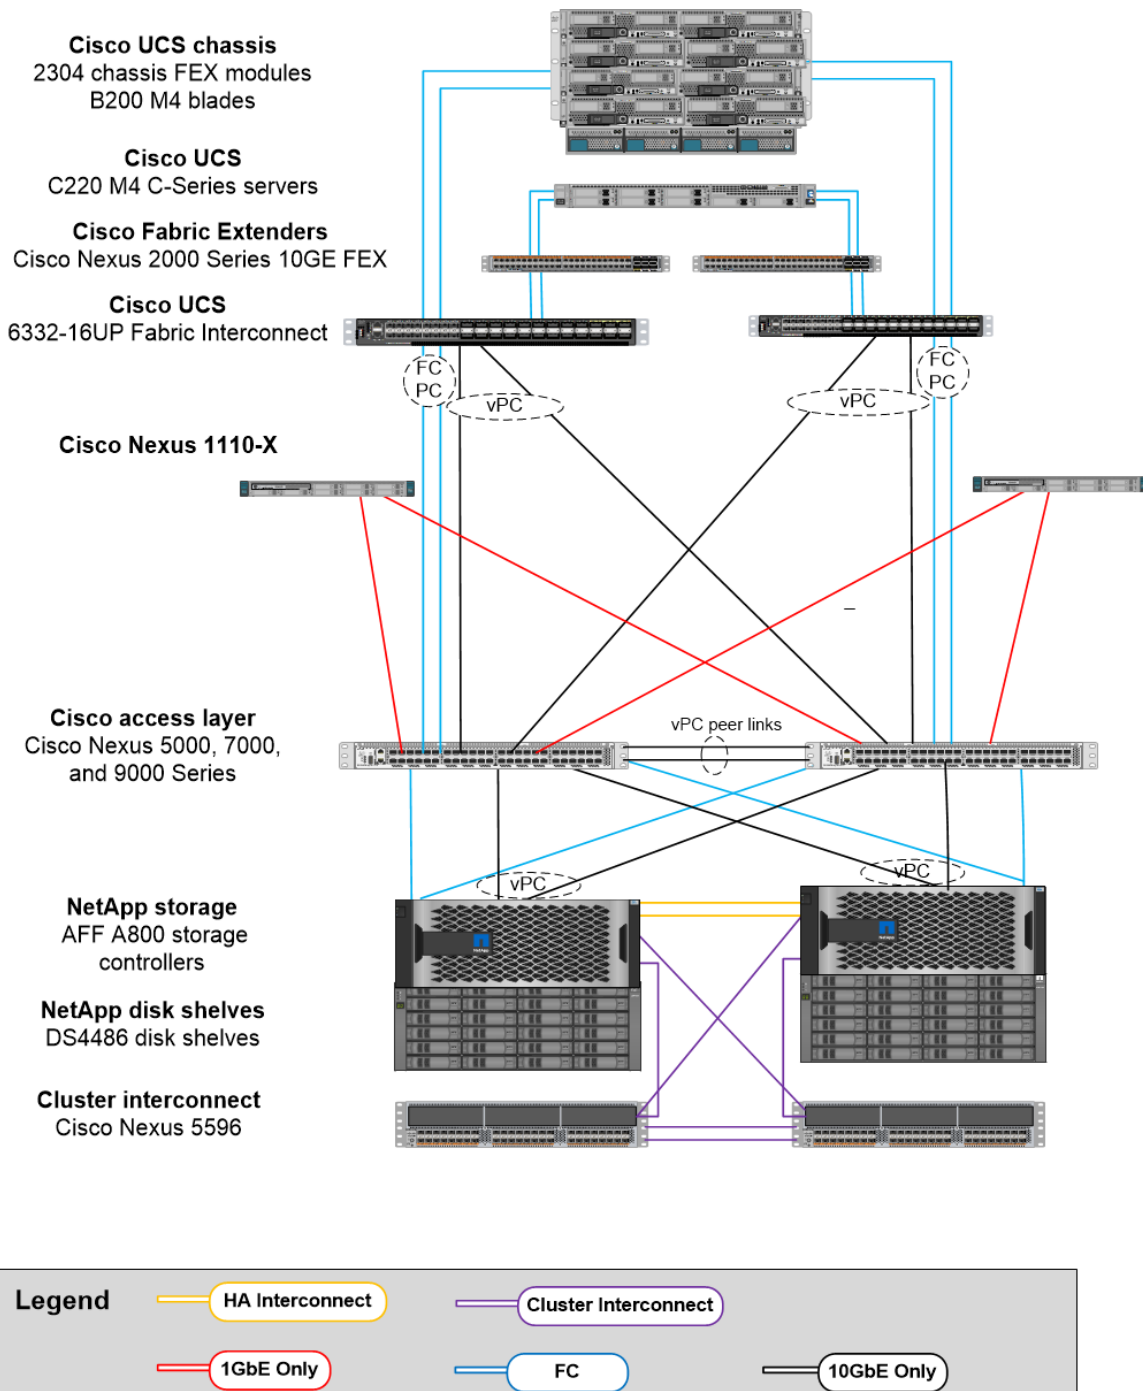 Cisco UCS chassis
2304 chassis FEX modules
B200 M4 blades
Cisco UCS
C220 M4 C-Series servers
Cisco Fabric Extenders
Cisco Nexus 2000 Series 10GE FEX
Cisco UCS
6332-16UP Fabric Interconnect
FC
PC
vPC
vPC
FC
PC
Cisco Nexus 1110-X
Cisco access layer
Cisco Nexus 5000, 7000,
and 9000 Series
vPC peer links
vPC
vPC
NetApp storage
AFF A800 storage
controllers
NetApp
NetApp
NetApp disk shelves
DS4486 disk shelves
Cluster interconnect
Cisco Nexus 5596
Legend
HA Interconnect
Cluster Interconnect
1GbE Only
FC
10GbE Only